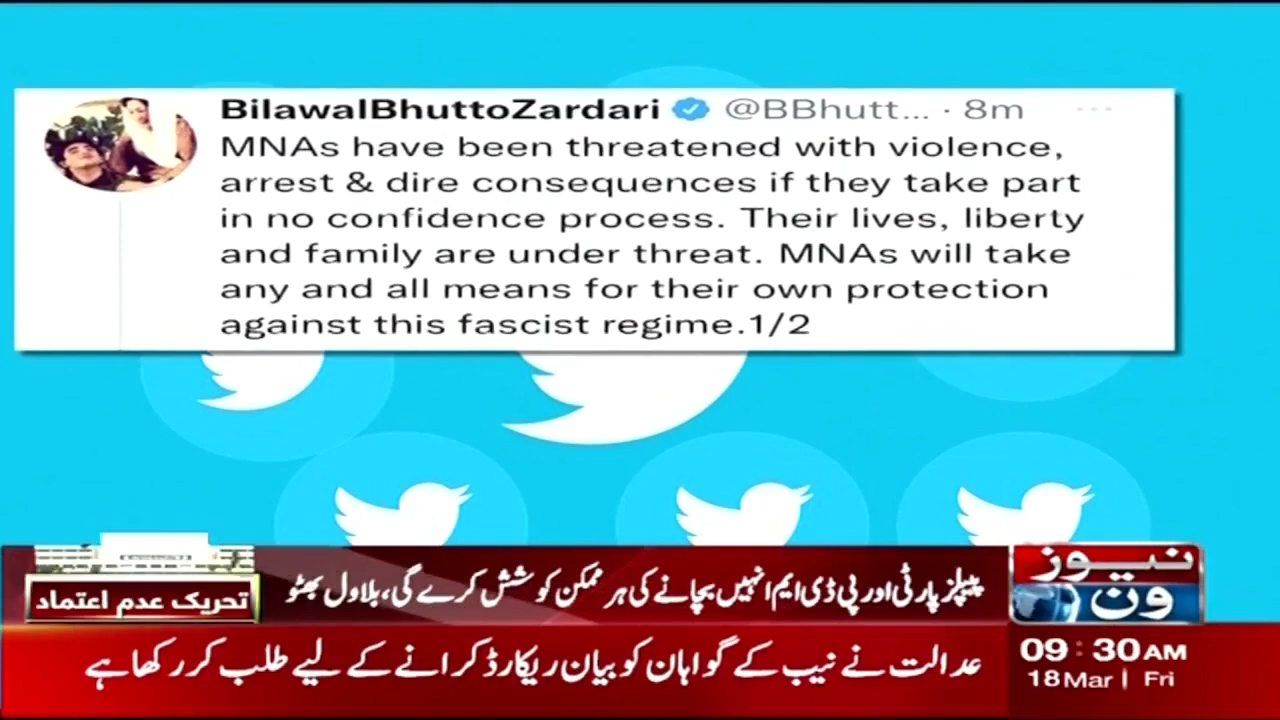 BilawalBhuttoZardari @BBhutt... · 8m
MNAs have been threatened with violence,
arrest & dire consequences if they take part
in no confidence process. Their lives, liberty
and family are under threat. MNAs will take
any and all means for their own protection
against this fascist regime.1/2
تحریک عدم اعتماد
پیپلز پارٹی اور پی ڈی ایم انہیں بچانے کی ہر ممکن کوشش کرے گی، بلاول بھٹو
نیوز
ون
عدالت نے نیب کے گواہان کو بیان ریکارڈ کرانے کے لیے طلب کر رکھا ہے
09:30AM
18 Mar | Fri